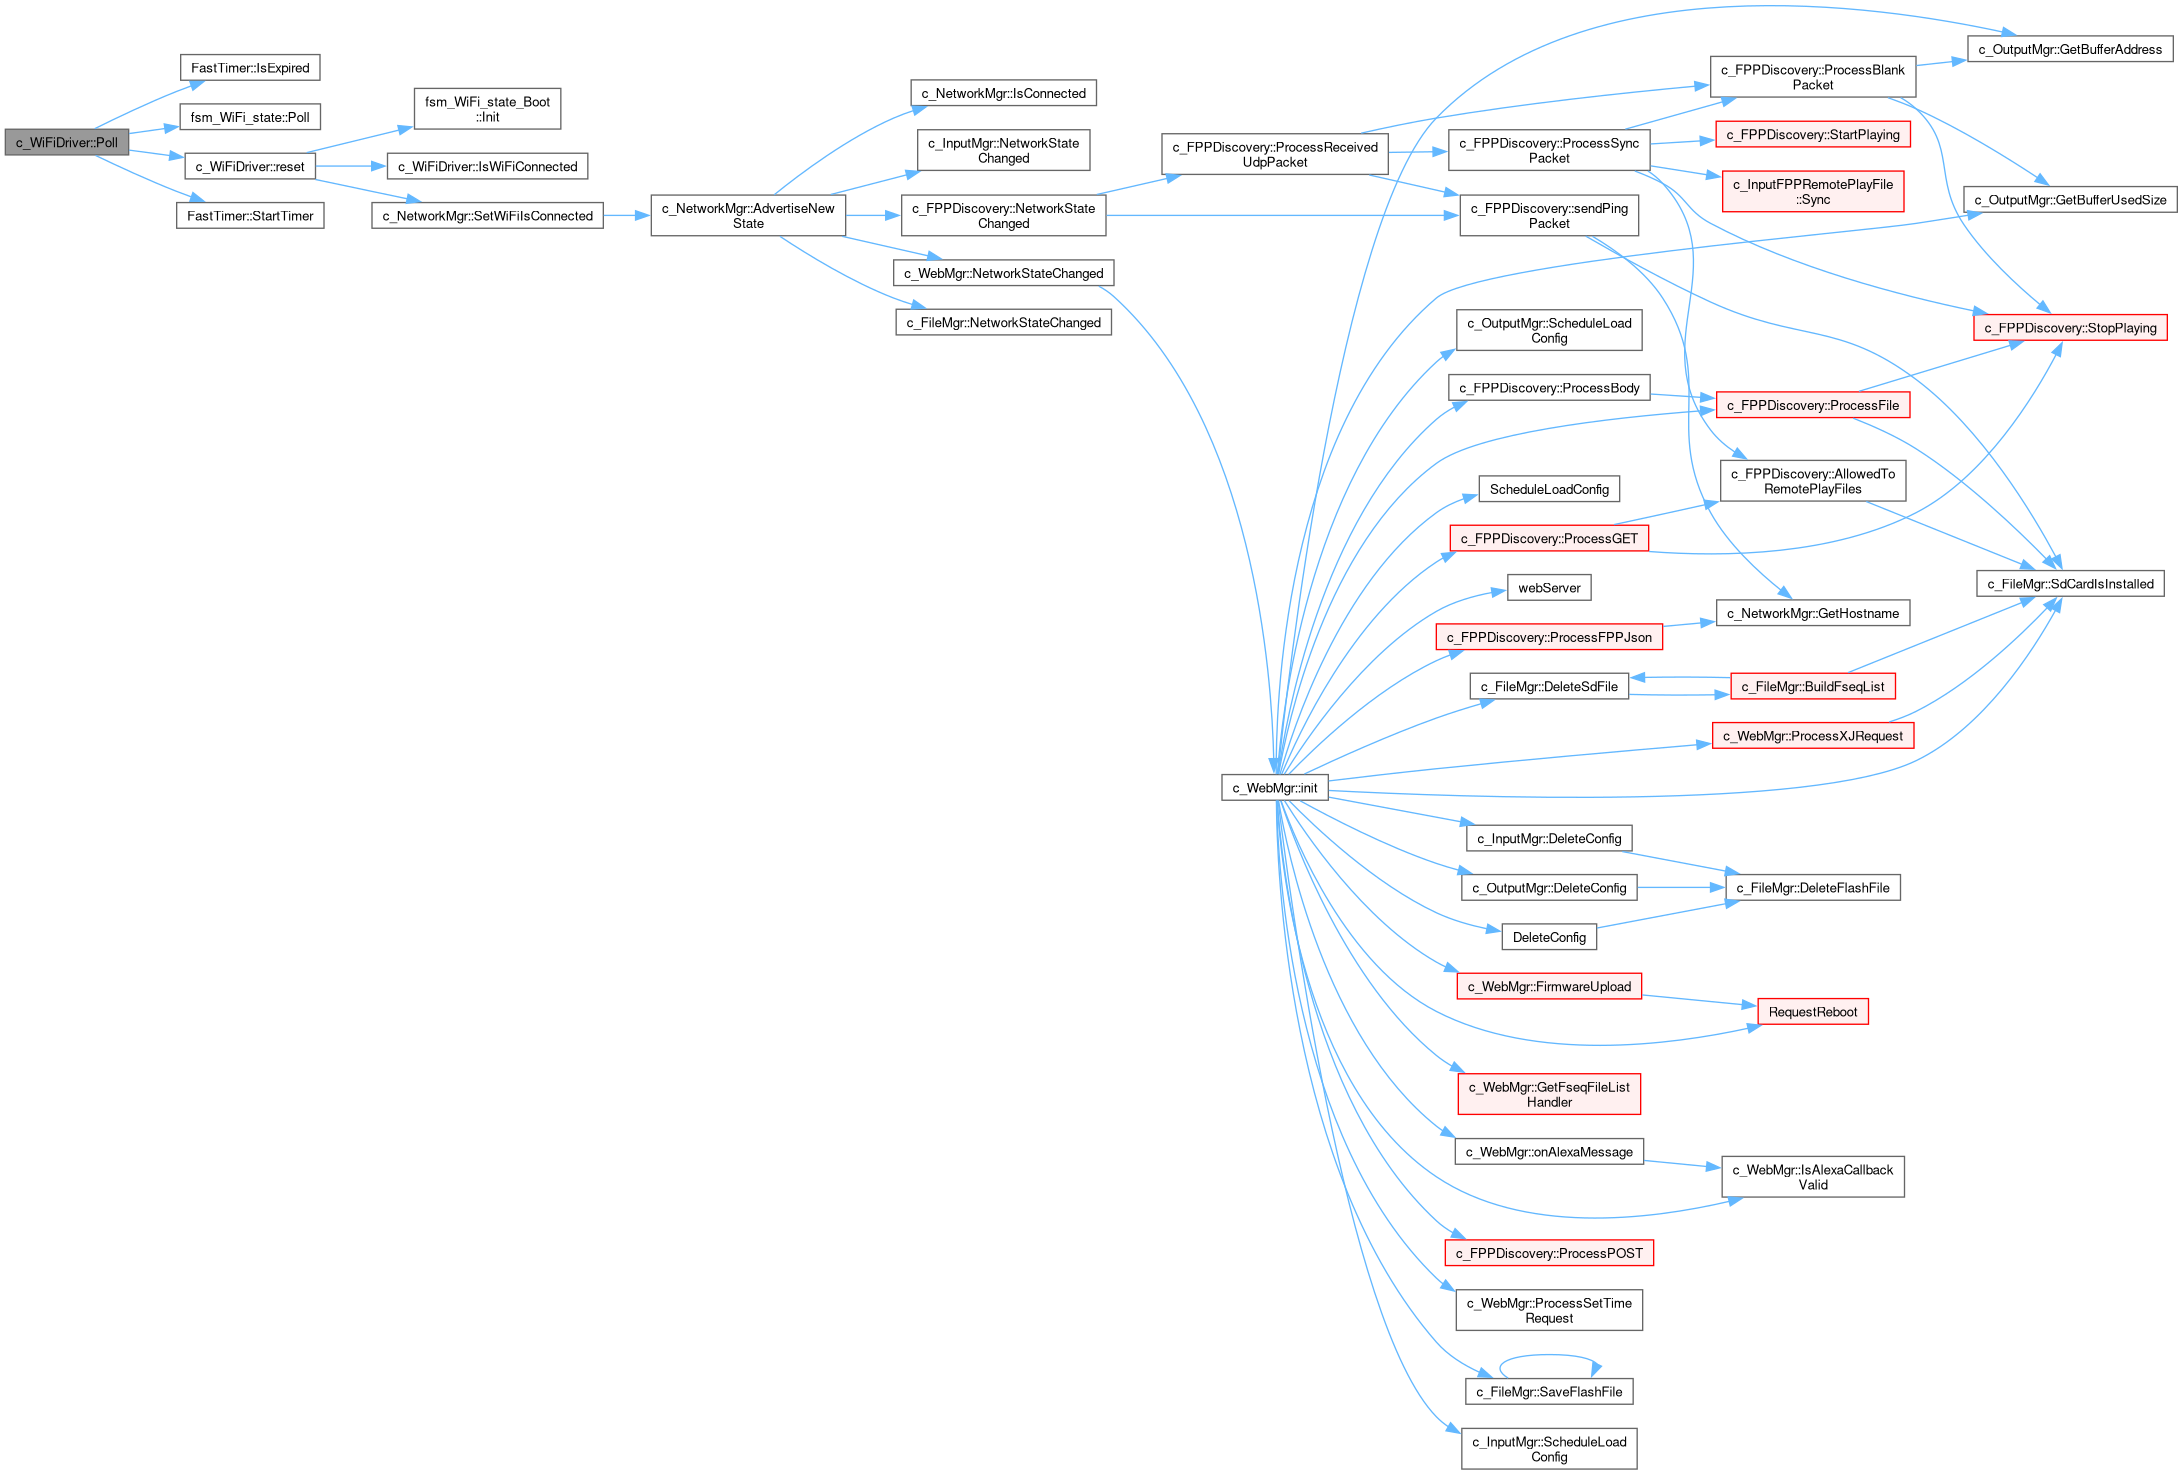 c_WiFiDriver::Poll
FastTimer::IsExpired
fsm_WiFi_state::Poll
c_WiFiDriver::reset
FastTimer::StartTimer
fsm_WiFi_state_Boot
::Init
c_WiFiDriver::IsWiFiConnected
c_NetworkMgr::SetWiFiIsConnected
c_NetworkMgr::AdvertiseNew
State
c_NetworkMgr::IsConnected
c_InputMgr::NetworkState
Changed
c_FPPDiscovery::NetworkState
Changed
c_WebMgr::NetworkStateChanged
c_FileMgr::NetworkStateChanged
c_FPPDiscovery::ProcessReceived
UdpPacket
c_WebMgr::init
c_FPPDiscovery::ProcessSync
Packet
c_FPPDiscovery::sendPing
Packet
c_OutputMgr::ScheduleLoad
Config
c_FPPDiscovery::ProcessBody
ScheduleLoadConfig
c_FPPDiscovery::ProcessGET
webServer
c_FPPDiscovery::ProcessFPPJson
c_FileMgr::DeleteSdFile
c_InputMgr::DeleteConfig
c_OutputMgr::DeleteConfig
DeleteConfig
c_WebMgr::FirmwareUpload
c_WebMgr::GetFseqFileList
Handler
c_WebMgr::onAlexaMessage
c_FPPDiscovery::ProcessPOST
c_WebMgr::ProcessSetTime
Request
c_FileMgr::SaveFlashFile
c_InputMgr::ScheduleLoad
Config
c_FPPDiscovery::ProcessBlank
Packet
c_FPPDiscovery::StartPlaying
c_InputFPPRemotePlayFile
::Sync
c_FPPDiscovery::ProcessFile
c_FPPDiscovery::AllowedTo
RemotePlayFiles
c_NetworkMgr::GetHostname
c_FileMgr::BuildFseqList
c_WebMgr::ProcessXJRequest
c_FileMgr::DeleteFlashFile
RequestReboot
c_WebMgr::IsAlexaCallback
Valid
c_OutputMgr::GetBufferAddress
c_OutputMgr::GetBufferUsedSize
c_FPPDiscovery::StopPlaying
c_FileMgr::SdCardIsInstalled